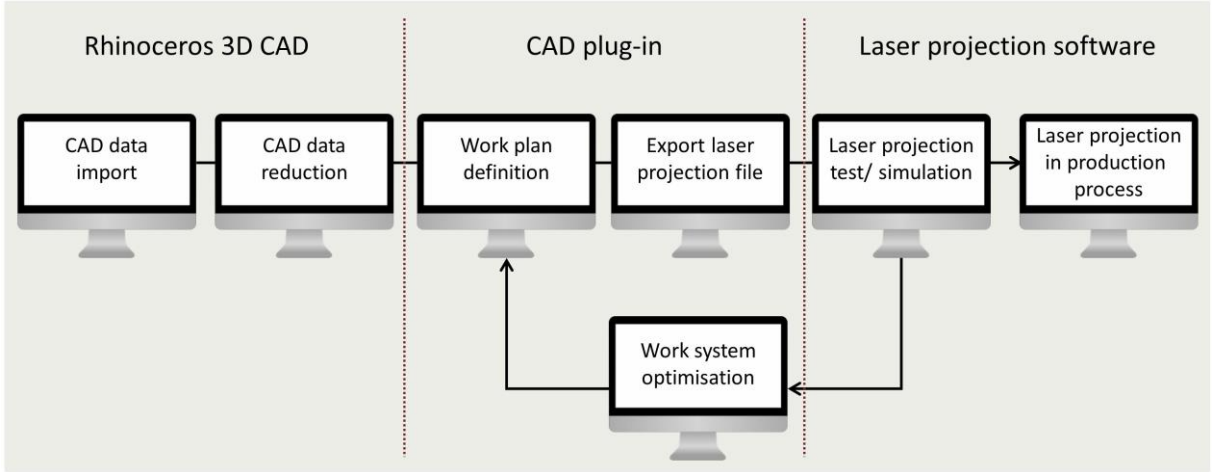 Rhinoceros 3D CAD
CAD plug-in
Laser projection software
CAD data
import
CAD data
reduction
Work plan
definition
Export laser
projection file
Laser projection
test/ simulation
Laser projection
in production
process
Work system
optimisation